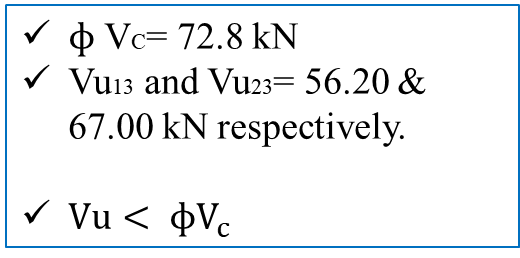 ✓ ϕ Vc= 72.8 kN
✓ Vu13 and Vu23= 56.20 &
67.00 kN respectively.
✓ Vu < ϕVc